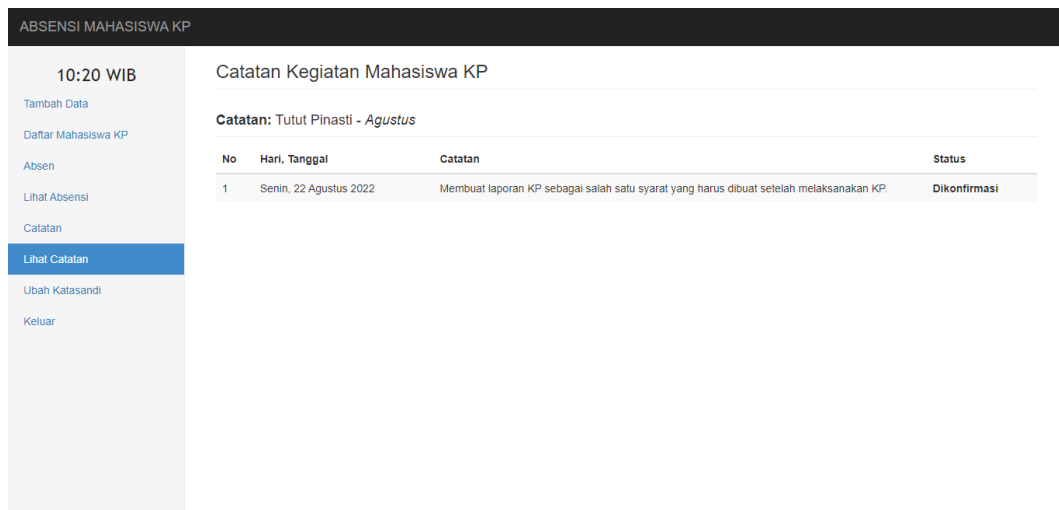 ABSENSI MAHASISWA KP
10:20 WIB
Tambah Data
Daftar Mahasiswa KP
Absen
Lihat Absensi
Catatan
Lihat Catatan
Ubah Katasandi
Keluar
Catatan Kegiatan Mahasiswa KP
Catatan: Tutut Pinasti - Agustus
No Hari, Tanggal Catatan Status
1 Senin, 22 Agustus 2022 Membuat laporan KP sebagai salah satu syarat yang harus dibuat setelah melaksanakan KP. Dikonfirmasi